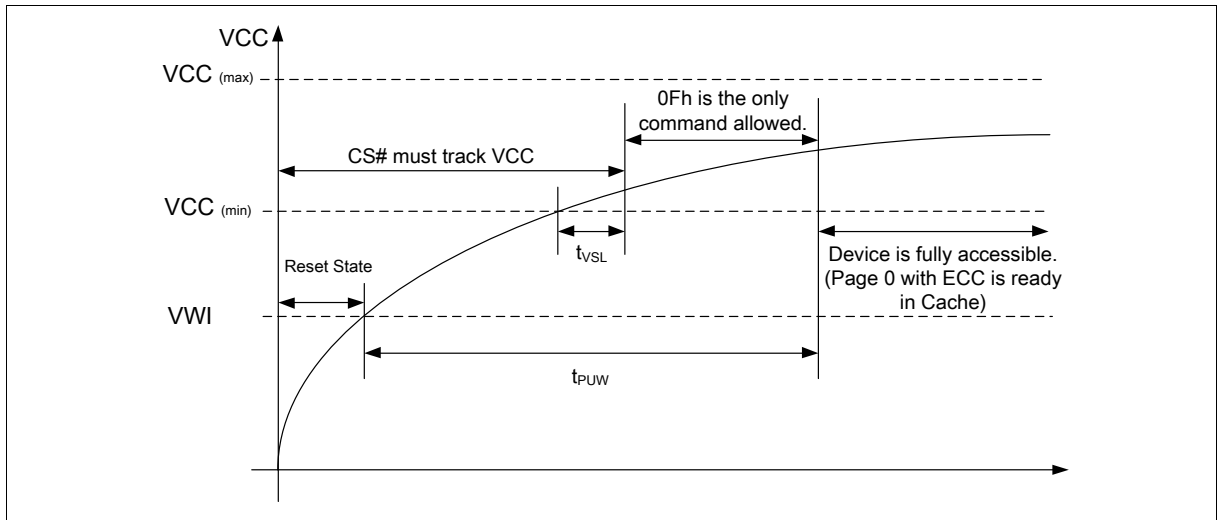 VCC
VCC (max)
0Fh is the only
command allowed.
CS# must track VCC
VCC (min)
tVSL
Device is fully accessible.
(Page 0 with ECC is ready
in Cache)
Reset State
VWI
tPUW